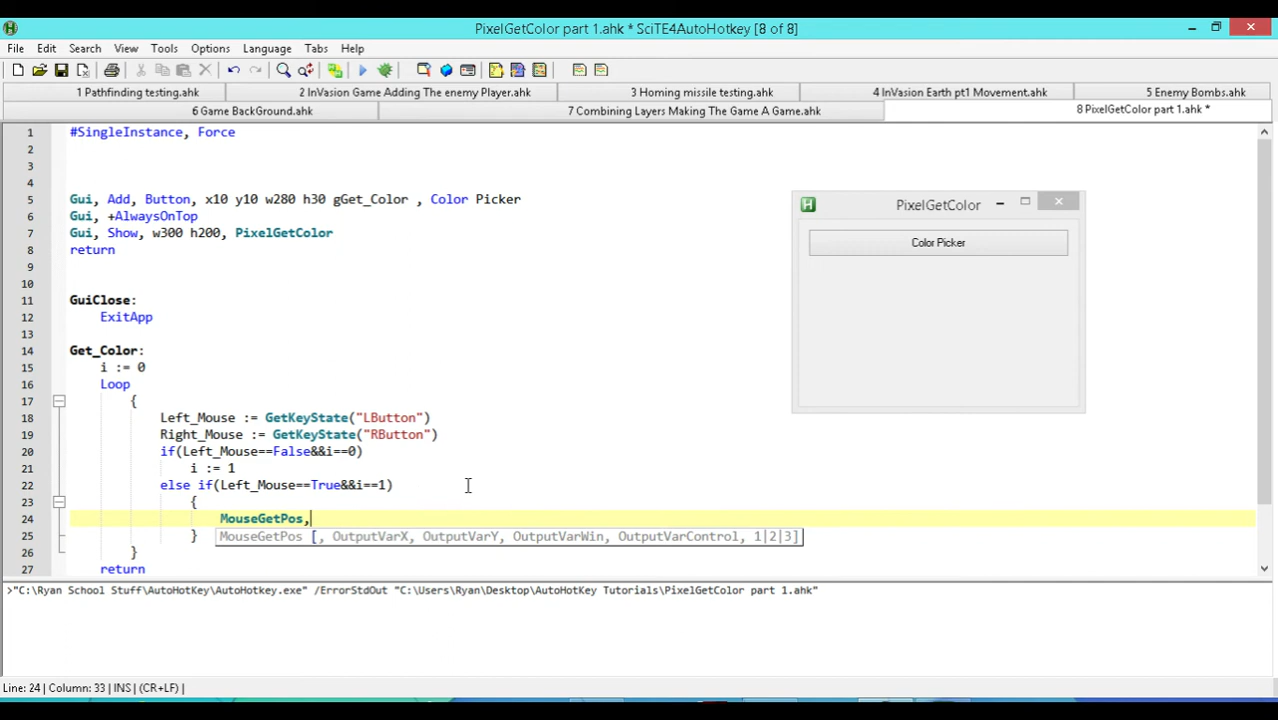 PixelGetColor part 1.ahk * SciTE4AutoHotkey [8 of 8]
File Edit Search View Tools Options Language Tabs Help
1 Pathfinding testing.ahk 2 InVasion Game Adding The enemy Player.ahk 3 Homing missile testing.ahk 4 InVasion Earth pt1 Movement.ahk 5 Enemy Bombs.ahk
6 Game BackGround.ahk 7 Combining Layers Making The Game A Game.ahk 8 PixelGetColor part 1.ahk *
1 #SingleInstance, Force
2
3
4
5 Gui, Add, Button, x10 y10 w280 h30 gGet_Color , Color Picker
6 Gui, +AlwaysOnTop
7 Gui, Show, w300 h200, PixelGetColor
8 return
9
10
11 GuiClose:
12 ExitApp
13
14 Get_Color:
15 i := 0
16 Loop
17 {
18 Left_Mouse := GetKeyState("LButton")
19 Right_Mouse := GetKeyState("RButton")
20 if(Left_Mouse==False&&i==0)
21 i := 1
22 else if(Left_Mouse==True&&i==1)
23 {
24 MouseGetPos,
25 }
MouseGetPos [, OutputVarX, OutputVarY, OutputVarWin, OutputVarControl, 1|2|3]
26 }
27 return
PixelGetColor
Color Picker
>"C:\Ryan School Stuff\AutoHotKey\AutoHotkey.exe" /ErrorStdOut "C:\Users\Ryan\Desktop\AutoHotKey Tutorials\PixelGetColor part 1.ahk"
Line: 24 | Column: 33 | INS | (CR+LF) |